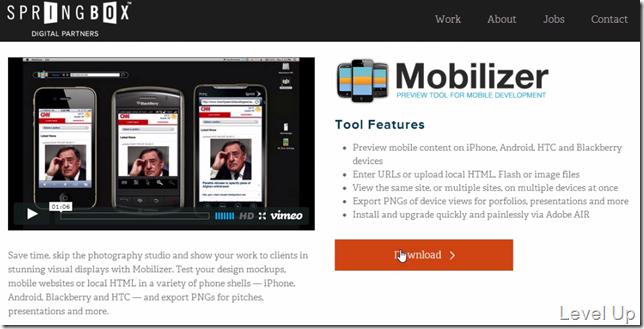 SPRINGBOX
DIGITAL PARTNERS
Work About Jobs Contact
BlackBerry
CNN
CNN
CNN
01:06
HD vimeo
Mobilizer
PREVIEW TOOL FOR MOBILE DEVELOPMENT
Tool Features
Preview mobile content on iPhone, Android, HTC and Blackberry
devices
Enter URLs or upload local HTML, Flash or image files
View the same site, or multiple sites, on multiple devices at once
Export PNGs of device views for porfolios, presentations and more
Install and upgrade quickly and painlessly via Adobe AIR
Download
Save time, skip the photography studio and show your work to clients in
stunning visual displays with Mobilizer. Test your design mockups,
mobile websites or local HTML in a variety of phone shells — iPhone,
Android, Blackberry and HTC — and export PNGs for pitches,
presentations and more.
Level Up